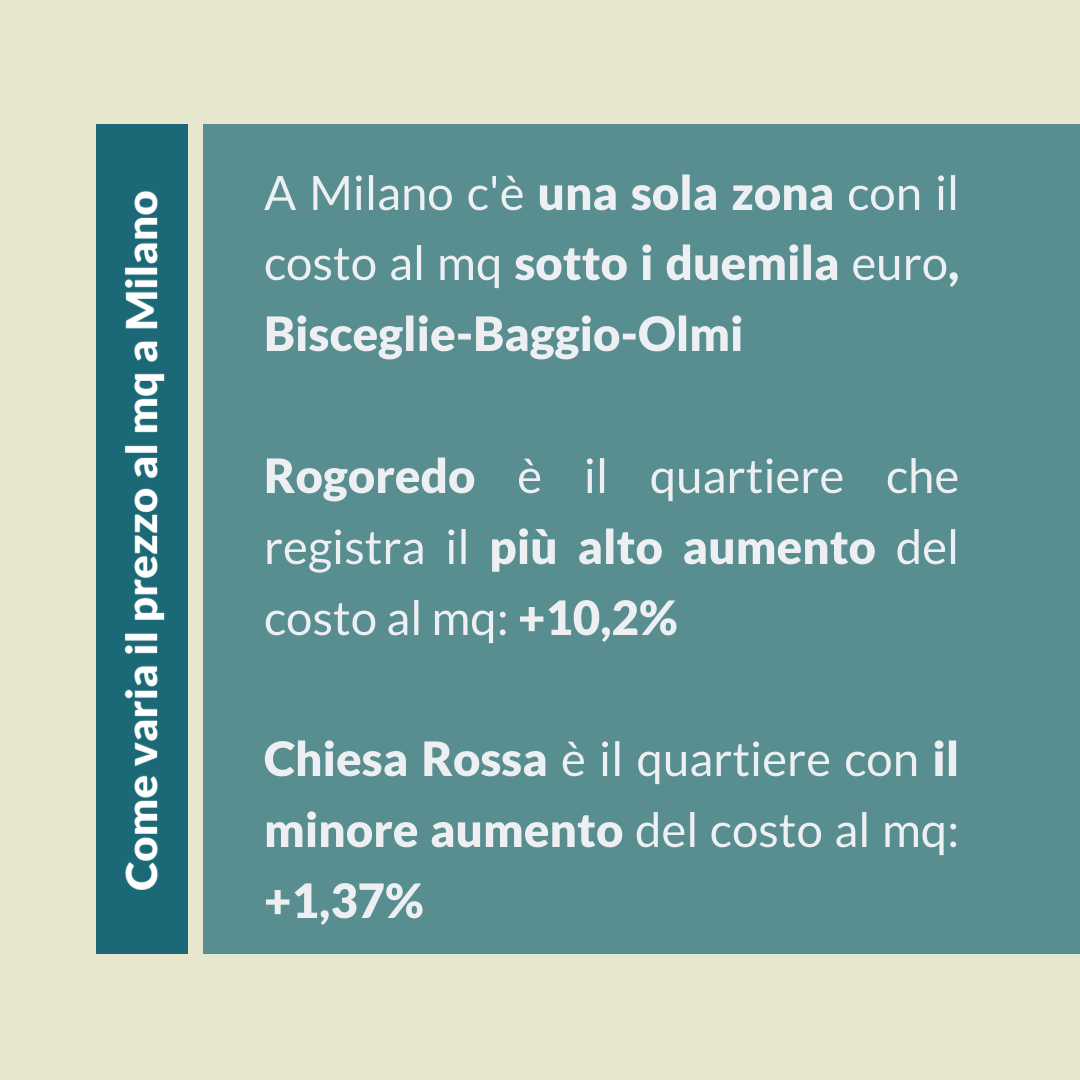 Come varia il prezzo al mq a Milano
A Milano c'è una sola zona con il
costo al mq sotto i duemila euro,
Bisceglie-Baggio-Olmi
Rogoredo è il quartiere che
registra il più alto aumento del
costo al mq: +10,2%
Chiesa Rossa è il quartiere con il
minore aumento del costo al mq:
+1,37%